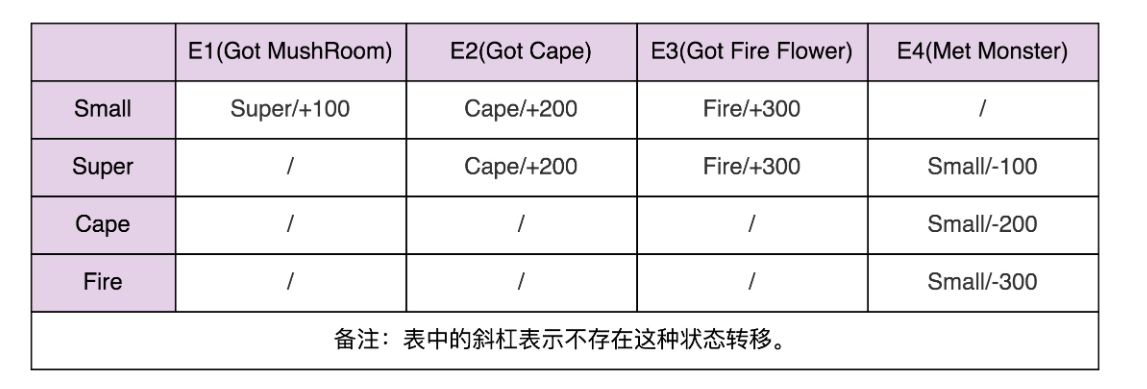 E1(Got MushRoom) E2(Got Cape) E3(Got Fire Flower) E4(Met Monster)
Small Super/+100 Cape/+200 Fire/+300 /
Super / Cape/+200 Fire/+300 Small/-100
Cape / / / Small/-200
Fire / / / Small/-300
备注：表中的斜杠表示不存在这种状态转移。